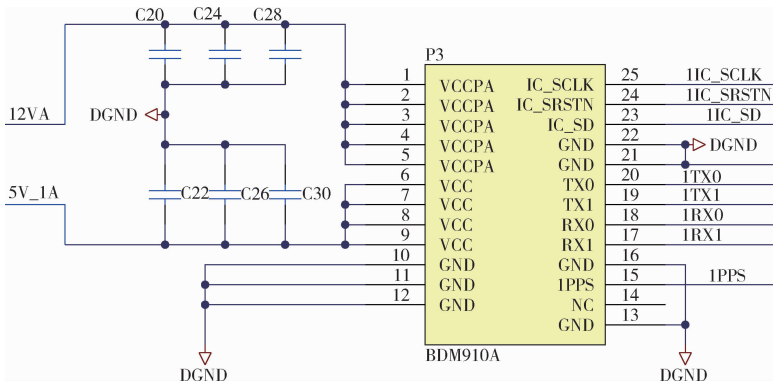 C20 C24 C28
P3
1 VCCPA IC_SCLK 25 1IC_SCLK
2 VCCPA IC_SRSTN 24 1IC_SRSTN
12VA DGND 3 VCCPA IC_SD 23 1IC_SD
4 VCCPA GND 22 DGND
5 VCCPA GND 21
6 VCC TX0 20 1TX0
5V_1A C22 C26 C30 7 VCC TX1 19 1TX1
8 VCC RX0 18 1RX0
9 VCC RX1 17 1RX1
10 GND GND 16
11 GND 1PPS 15 1PPS
12 GND NC 14
GND 13
BDM910A
DGND DGND